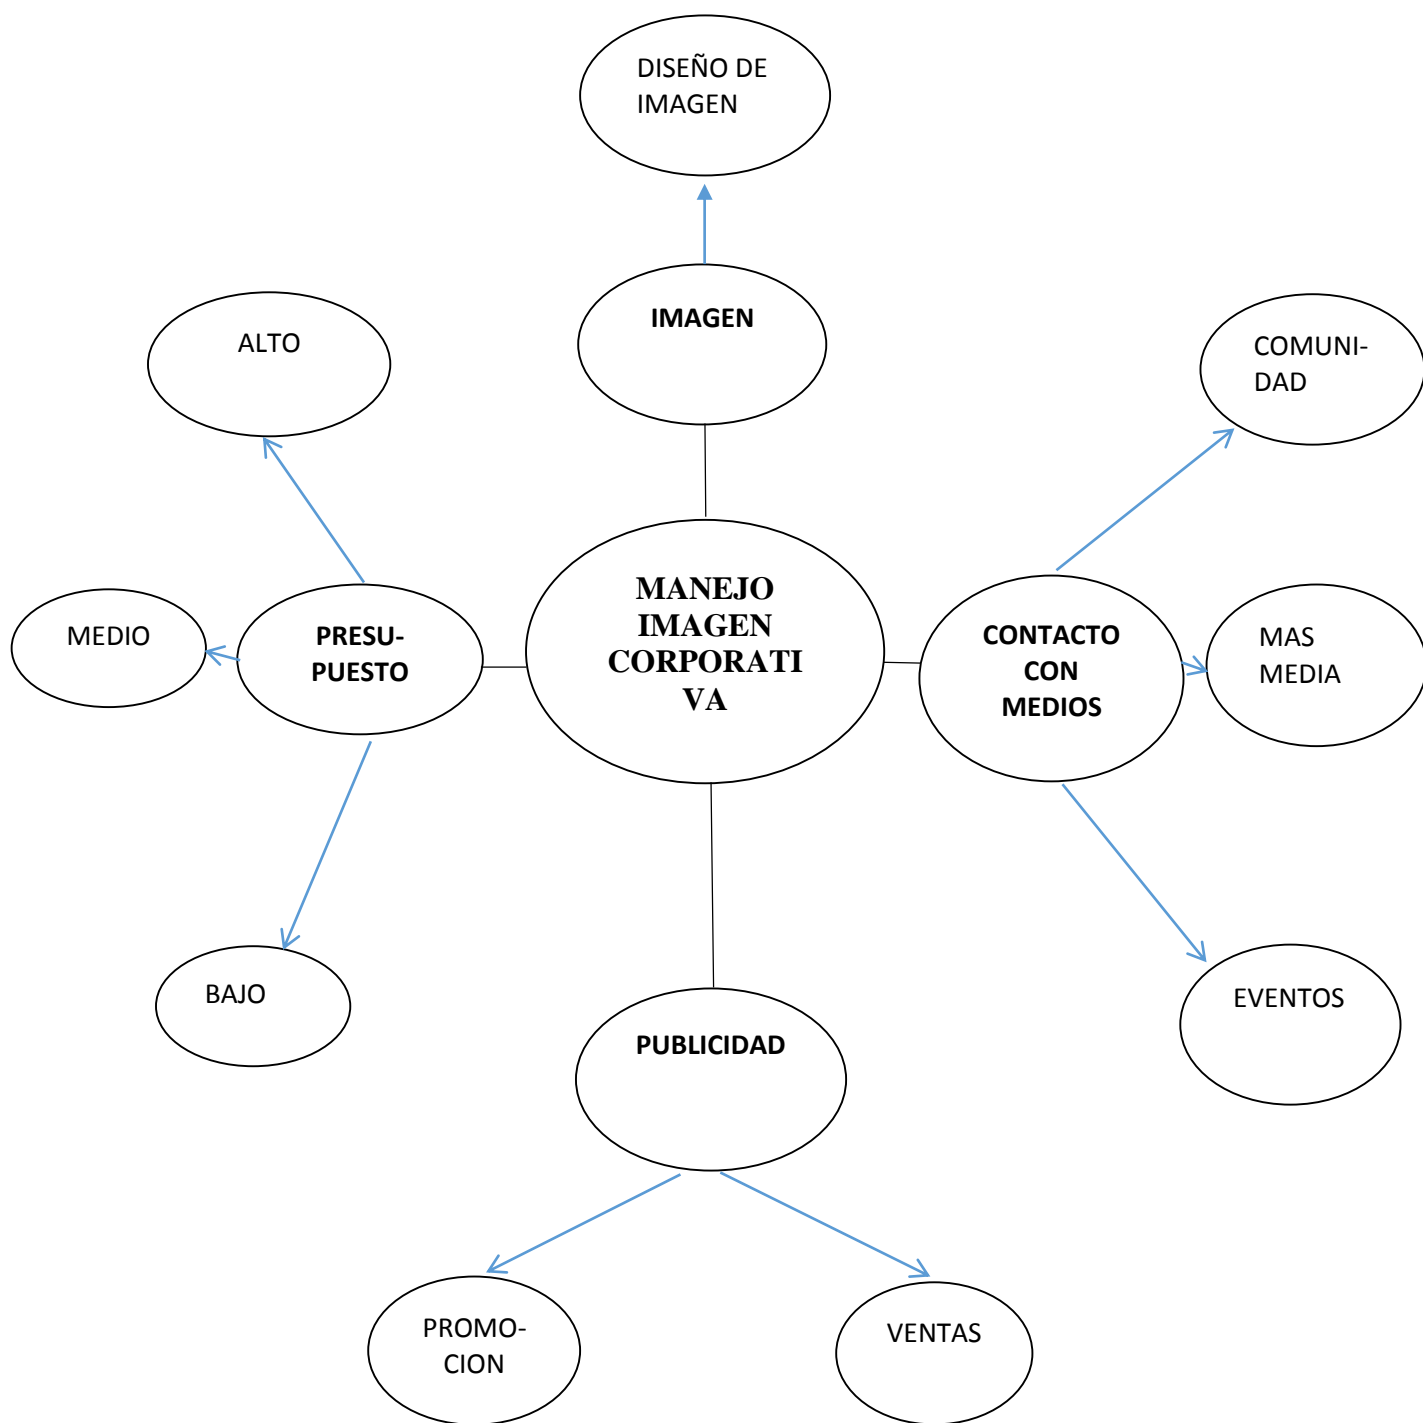 DISEÑO DE
IMAGEN
IMAGEN
ALTO
COMUNI-
DAD
MEDIO
PRESU-
PUESTO
MANEJO
IMAGEN
CORPORATI
VA
CONTACTO
CON
MEDIOS
MAS
MEDIA
BAJO
EVENTOS
PUBLICIDAD
PROMO-
CION
VENTAS